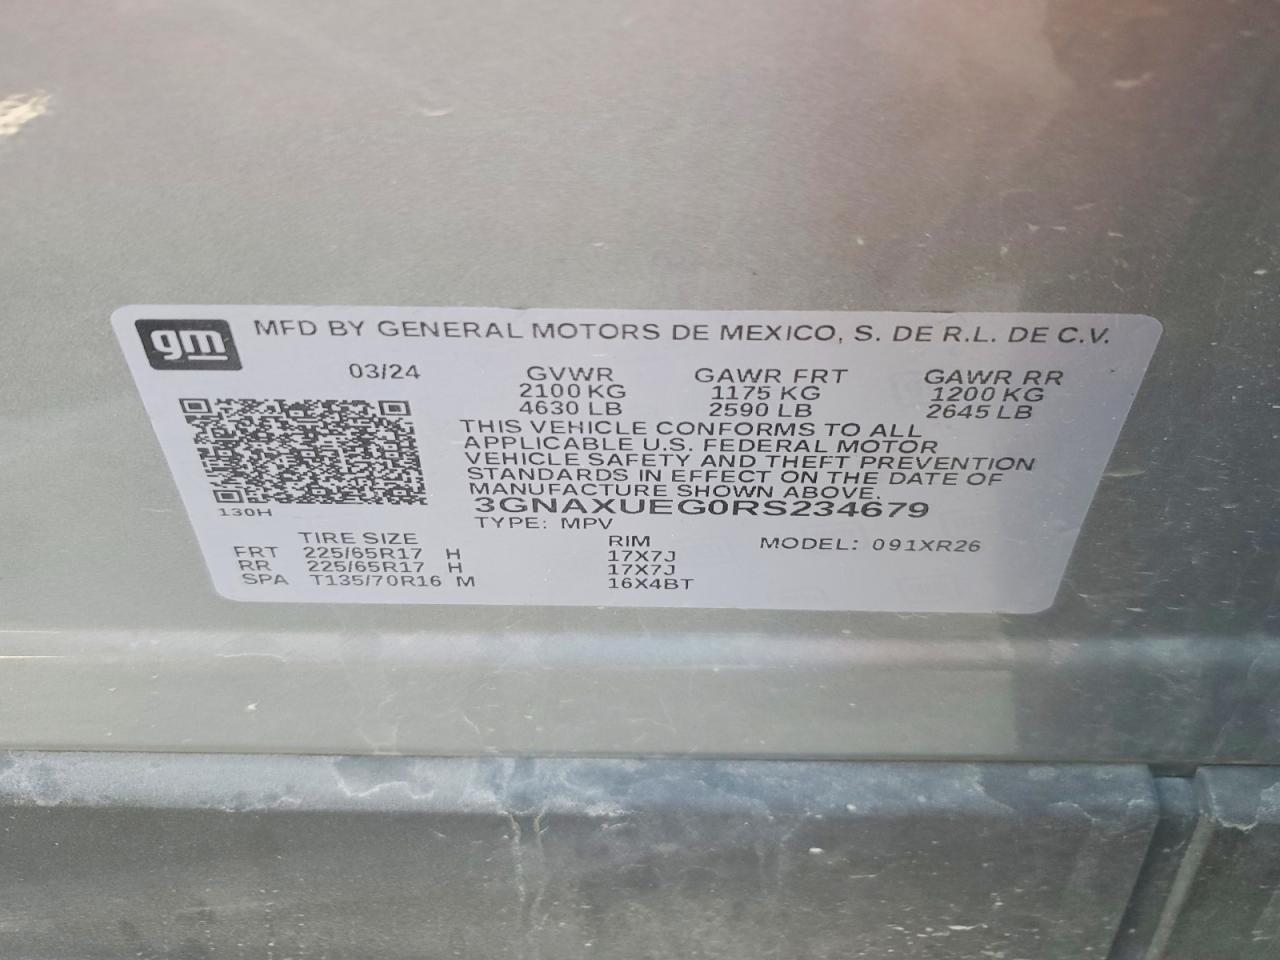 gm
MFD BY GENERAL MOTORS DE MEXICO, S. DE R.L. DE C.V.
03/24 GVWR GAWR FRT GAWR RR
2100 KG 1175 KG 1200 KG
4630 LB 2590 LB 2645 LB
THIS VEHICLE CONFORMS TO ALL
APPLICABLE U.S. FEDERAL MOTOR
VEHICLE SAFETY AND THEFT PREVENTION
STANDARDS IN EFFECT ON THE DATE OF
MANUFACTURE SHOWN ABOVE.
3GNAXUEG0RS234679
130H
TYPE: MPV
TIRE SIZE RIM MODEL: 091XR26
FRT 225/65R17 H 17X7J
RR 225/65R17 H 17X7J
SPA T135/70R16 M 16X4BT